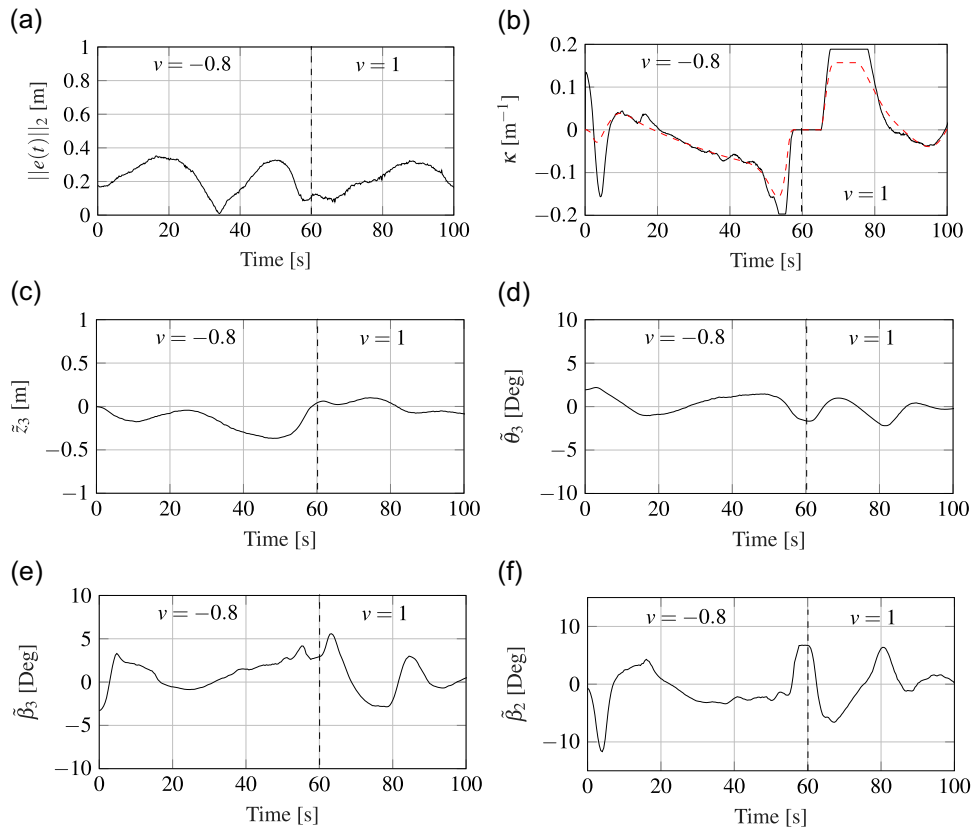 (a)
1
0.8
0.6
0.4
0.2
0
v = −0.8
v = 1
||e(t)||₂ [m]
0 20 40 60 80 100
Time [s]
(b)
0.2
0.1
0
−0.1
−0.2
v = −0.8
v = 1
κ [m⁻¹]
0 20 40 60 80 100
Time [s]
(c)
1
0.5
0
−0.5
−1
v = −0.8
v = 1
z̃₃ [m]
0 20 40 60 80 100
Time [s]
(d)
10
5
0
−5
−10
v = −0.8
v = 1
θ̃₃ [Deg]
0 20 40 60 80 100
Time [s]
(e)
10
5
0
−5
−10
v = −0.8
v = 1
β̃₃ [Deg]
0 20 40 60 80 100
Time [s]
(f)
10
0
−10
v = −0.8
v = 1
β̃₂ [Deg]
0 20 40 60 80 100
Time [s]